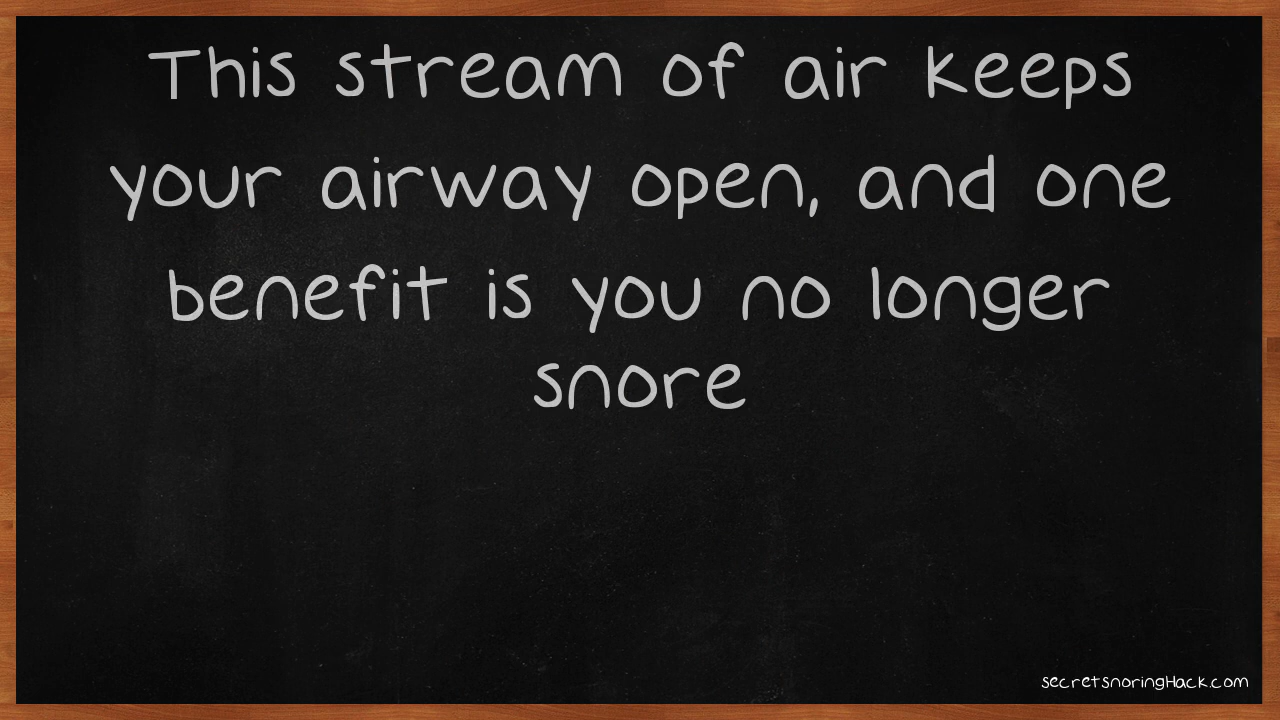 This stream of air keeps
your airway open, and one
benefit is you no longer
snore
secretsnoringHack.com